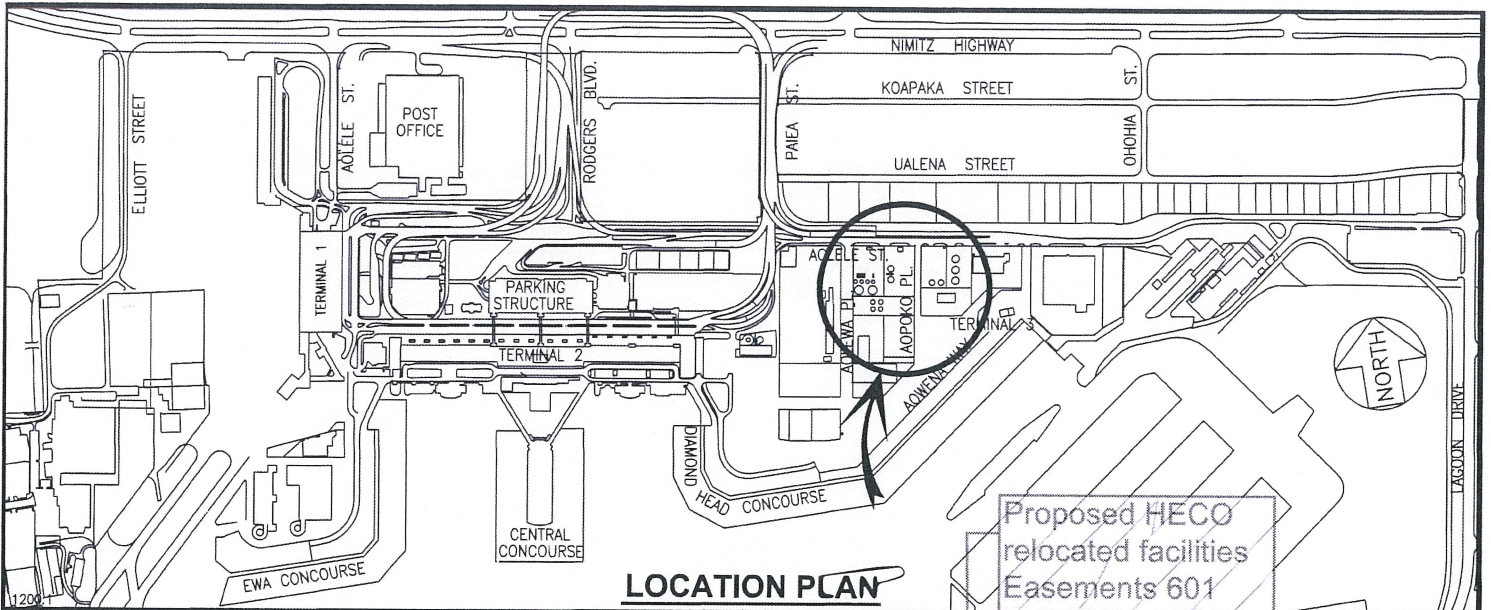 NIMITZ HIGHWAY
KOAPAKA STREET
UALENA STREET
ELLIOTT STREET
AOLELE ST.
POST
OFFICE
RODGERS BLVD.
PAIEA ST.
OHOHIA ST.
TERMINAL 1
PARKING
STRUCTURE
TERMINAL 2
AOLELE ST.
AOPOKO PL.
TERMINAL 3
AOWENA WAY
NORTH
LAGOON DRIVE
DIAMOND
HEAD CONCOURSE
CENTRAL
CONCOURSE
EWA CONCOURSE
LOCATION PLAN
Proposed HECO
relocated facilities
Easements 601